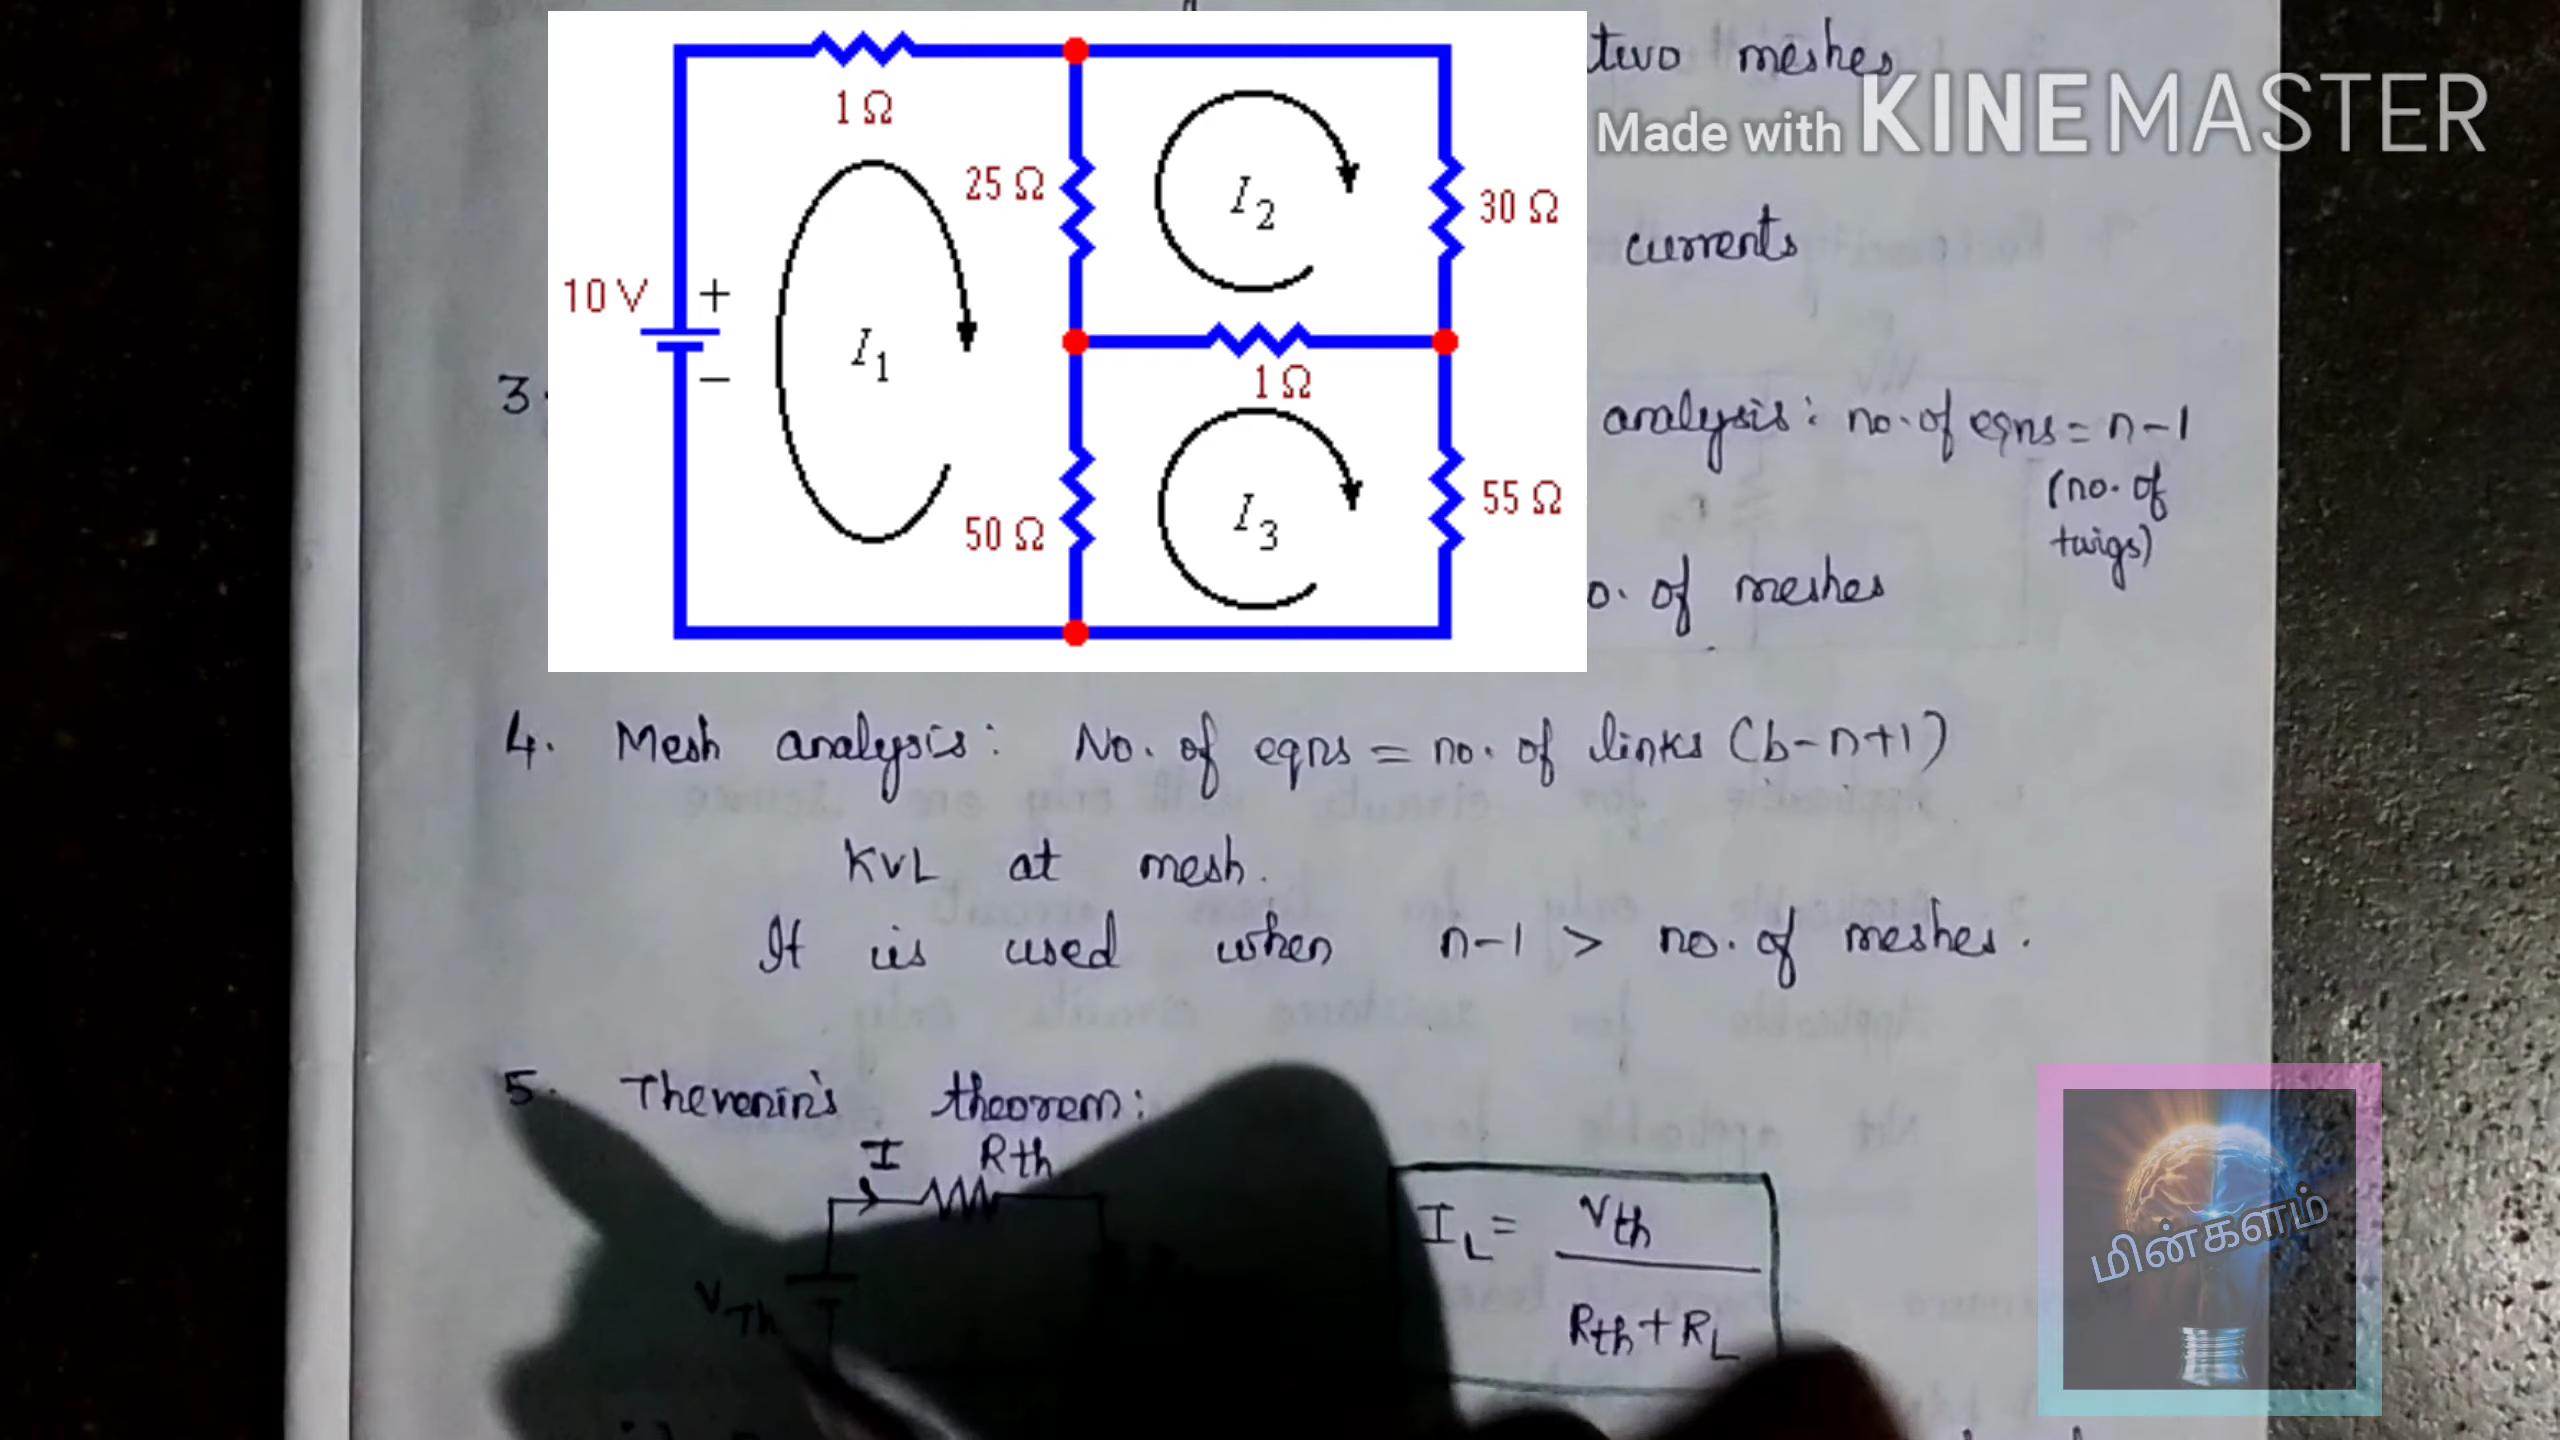 two meshes
Made with KINEMASTER
1 Ω
25 Ω
I2
30 Ω
currents
10 V
+
I1
−
1 Ω
3.
analysis: no. of eqns = n-1
(no. of
twigs)
50 Ω
I3
55 Ω
o. of meshes
4. Mesh analysis: No. of eqns = no. of links (b-n+1)
KVL at mesh.
It is used when n-1 > no. of meshes.
5. Thevenin's theorem:
I Rth
VTh
IL = Vth
Rth + RL
மின்களம்